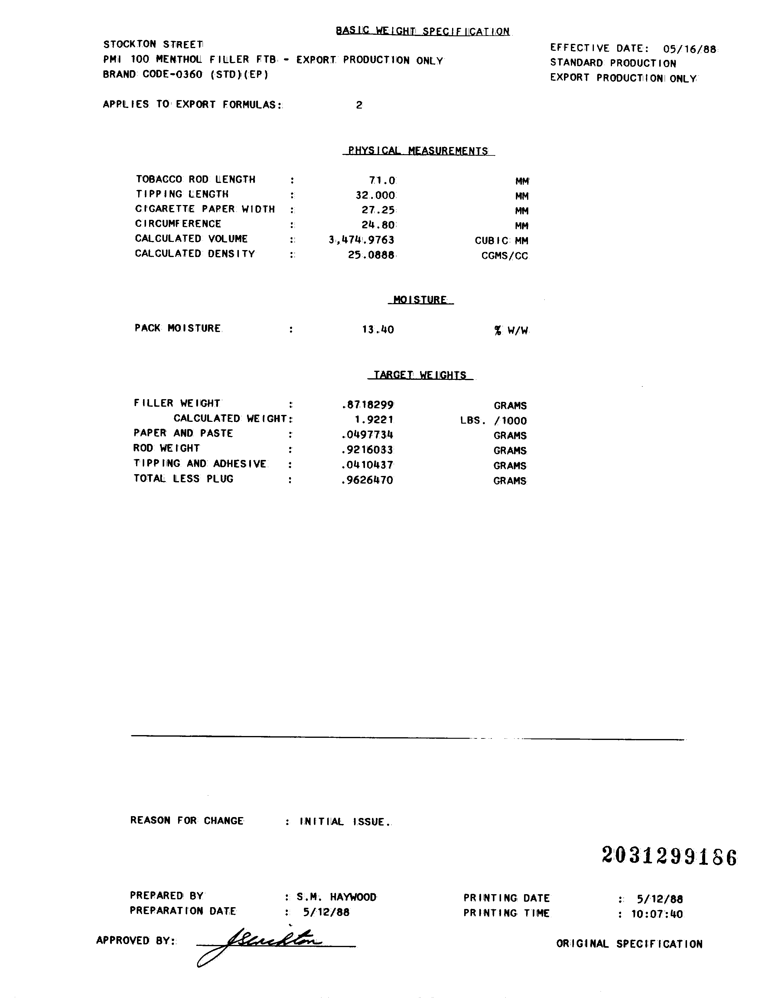 BASIC WEIGHT SPECIFICATION
STOCKTON STREET
EFFECTIVE DATE: 05/16/88
PMI 100 MENTHOL FILLER FTB - EXPORT PRODUCTION ONLY
STANDARD PRODUCTION
BRAND CODE-0360 (STD)(EP)
EXPORT PRODUCTION ONLY
APPLIES TO EXPORT FORMULAS: 2
PHYSICAL MEASUREMENTS
TOBACCO ROD LENGTH : 71.0 MM
TIPPING LENGTH : 32.000 MM
CIGARETTE PAPER WIDTH : 27.25 MM
CIRCUMFERENCE : 24.80 MM
CALCULATED VOLUME : 3,474.9763 CUBIC MM
CALCULATED DENSITY : 25.0888 CGMS/CC
MOISTURE
PACK MOISTURE : 13.40 % W/W
TARGET WEIGHTS
FILLER WEIGHT : .8718299 GRAMS
CALCULATED WEIGHT: 1.9221 LBS. /1000
PAPER AND PASTE : .0497734 GRAMS
ROD WEIGHT : .9216033 GRAMS
TIPPING AND ADHESIVE : .0410437 GRAMS
TOTAL LESS PLUG : .9626470 GRAMS
REASON FOR CHANGE : INITIAL ISSUE.
2031299186
PREPARED BY : S.M. HAYWOOD PRINTING DATE : 5/12/88
PREPARATION DATE : 5/12/88 PRINTING TIME : 10:07:40
APPROVED BY: ORIGINAL SPECIFICATION